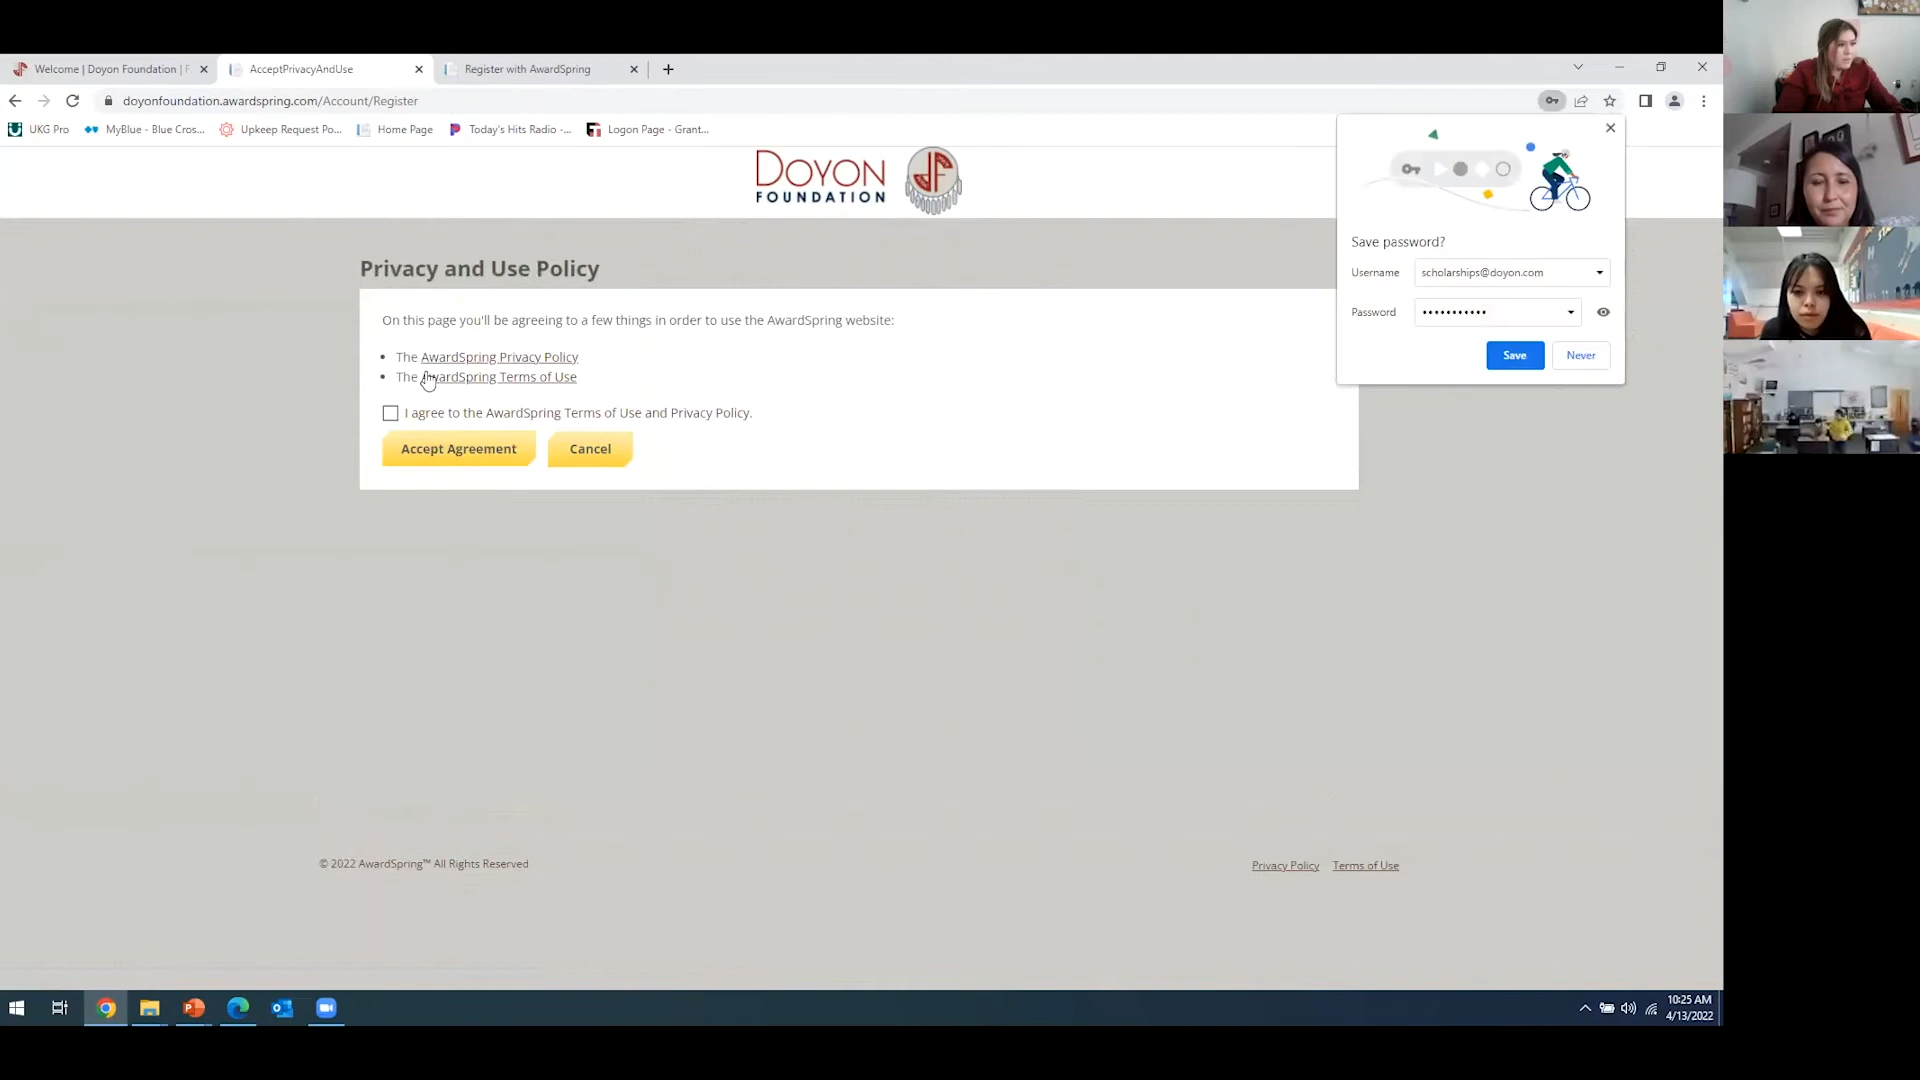 Welcome | Doyon Foundation | F
AcceptPrivacyAndUse
Register with AwardSpring
doyonfoundation.awardspring.com/Account/Register
UKG Pro
MyBlue - Blue Cros...
Upkeep Request Po...
Home Page
Today's Hits Radio -...
Logon Page - Grant...
DOYON
FOUNDATION
Save password?
Username scholarships@doyon.com
Password •••••••••••
Save Never
Privacy and Use Policy
On this page you'll be agreeing to a few things in order to use the AwardSpring website:
• The AwardSpring Privacy Policy
• The AwardSpring Terms of Use
I agree to the AwardSpring Terms of Use and Privacy Policy.
Accept Agreement Cancel
© 2022 AwardSpring™ All Rights Reserved
Privacy Policy Terms of Use
10:25 AM
4/13/2022